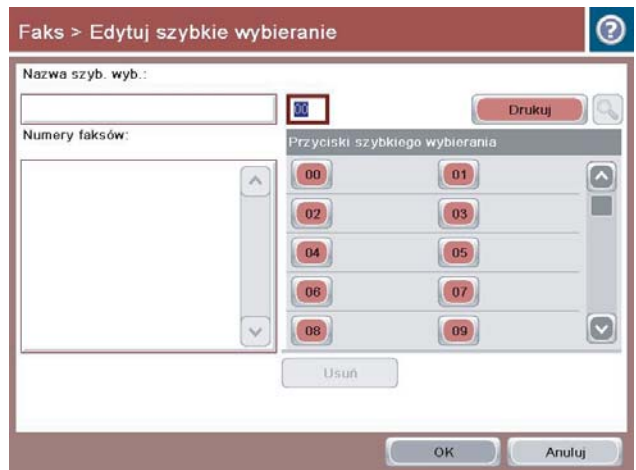 Faks > Edytuj szybkie wybieranie
Nazwa szyb. wyb.:
00
Drukuj
Numery faksów:
Przyciski szybkiego wybierania
00 01
02 03
04 05
06 07
08 09
Usuń
OK Anuluj